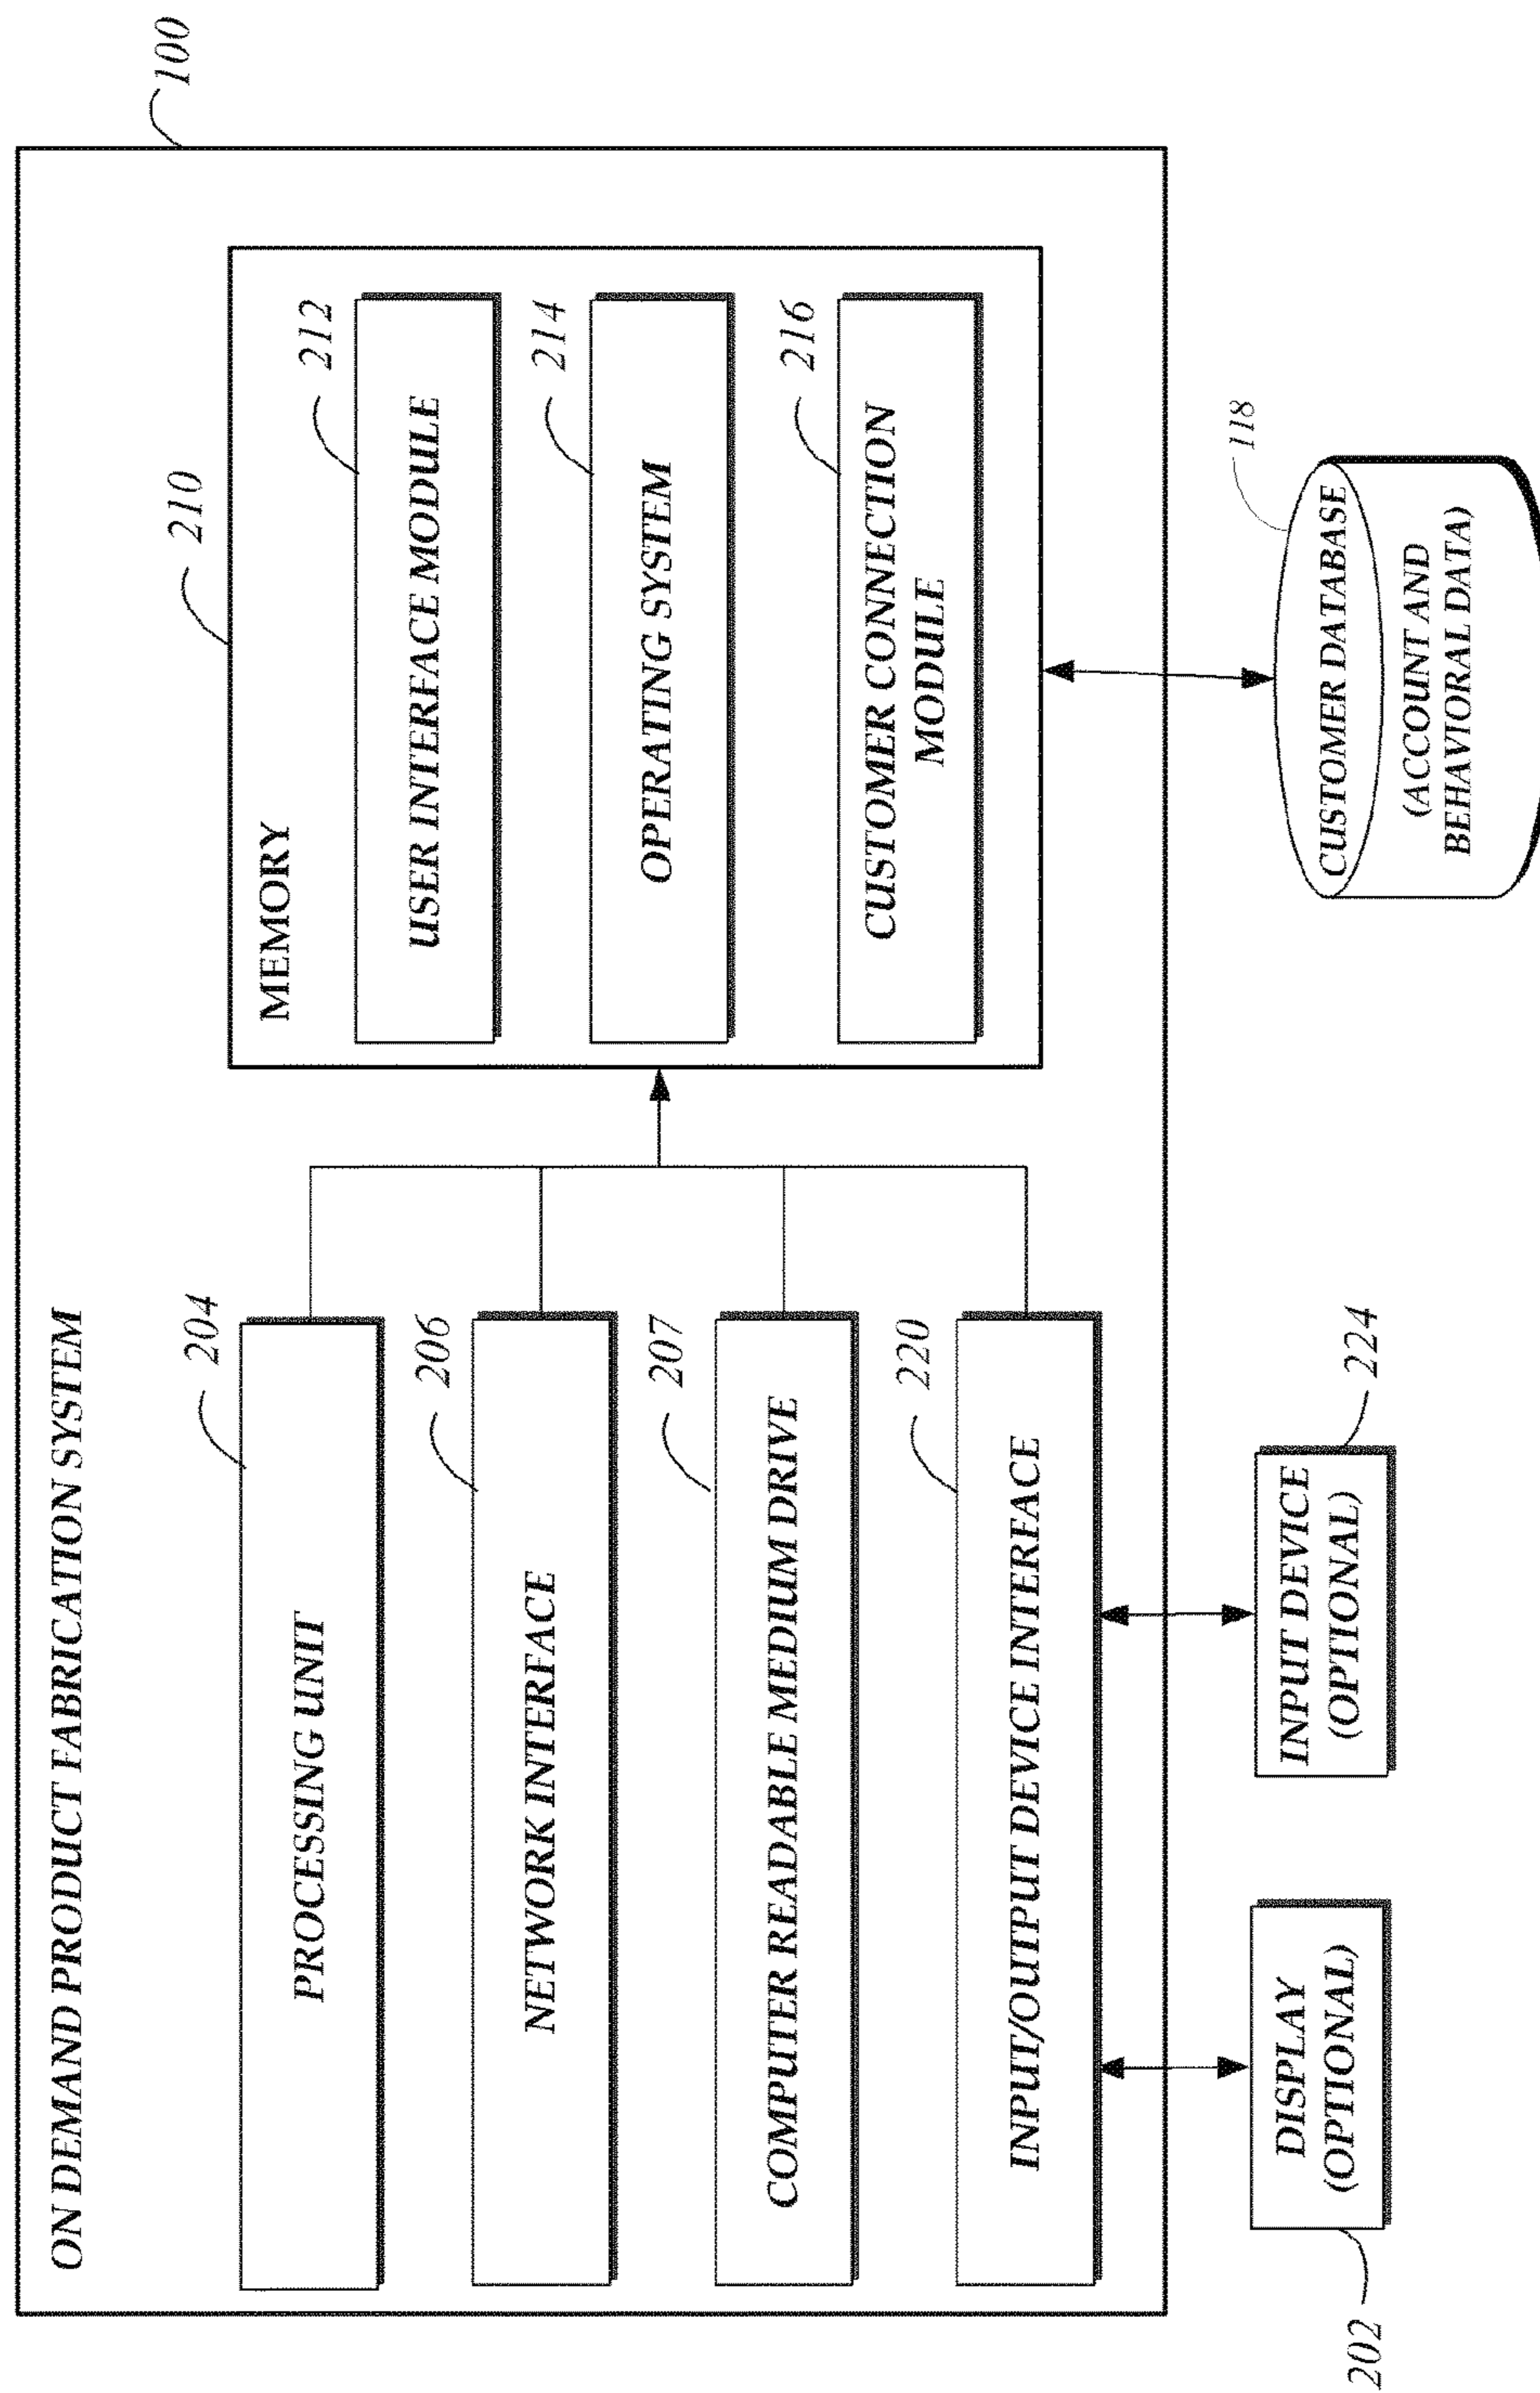 ON DEMAND PRODUCT FABRICATION SYSTEM
100
204
PROCESSING UNIT
206
NETWORK INTERFACE
207
COMPUTER READABLE MEDIUM DRIVE
220
INPUT/OUTPUT DEVICE INTERFACE
210
MEMORY
212
USER INTERFACE MODULE
214
OPERATING SYSTEM
216
CUSTOMER CONNECTION
MODULE
202
DISPLAY
(OPTIONAL)
224
INPUT DEVICE
(OPTIONAL)
118
CUSTOMER DATABASE
(ACCOUNT AND
BEHAVIORAL DATA)